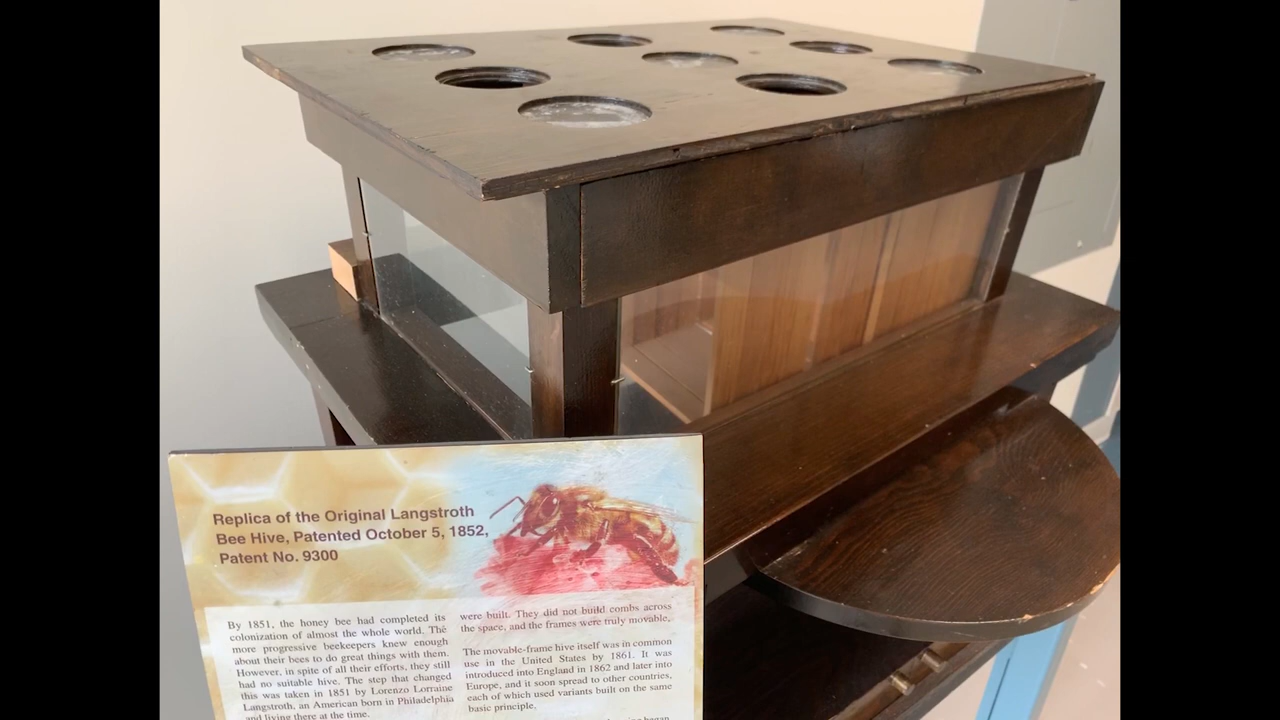 Replica of the Original Langstroth
Bee Hive, Patented October 5, 1852,
Patent No. 9300
By 1851, the honey bee had completed its
colonization of almost the whole world. The
more progressive beekeepers knew enough
about their bees to do great things with them.
However, in spite of all their efforts, they still
had no suitable hive. The step that changed
this was taken in 1851 by Lorenzo Lorraine
Langstroth, an American born in Philadelphia
and living there at the time.
were built. They did not build combs across
the space, and the frames were truly movable,
The movable-frame hive itself was in common
use in the United States by 1861. It was
introduced into England in 1862 and later into
Europe, and it soon spread to other countries,
each of which used variants built on the same
basic principle.
began